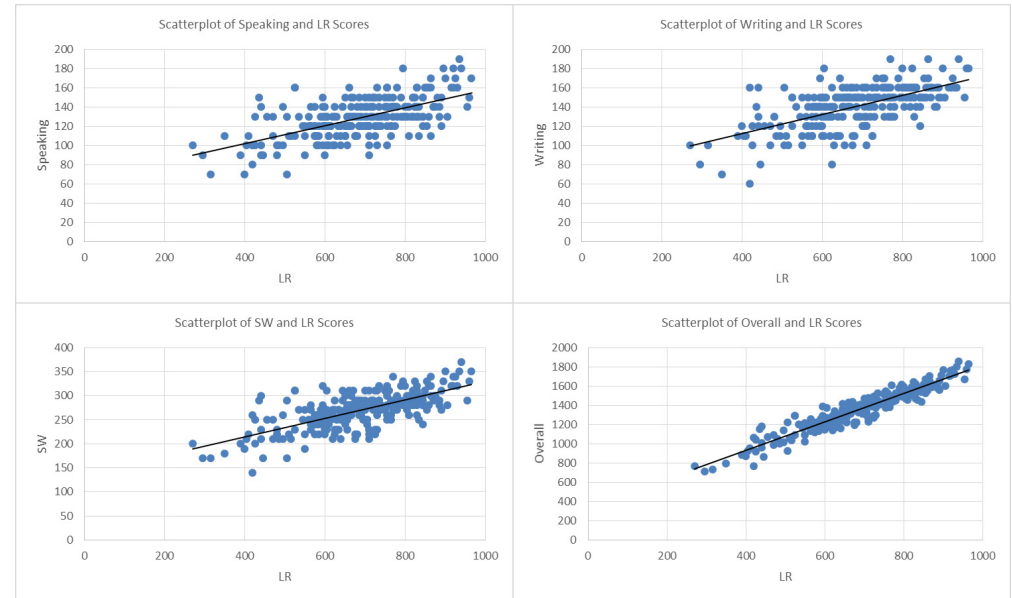 Scatterplot of Speaking and LR Scores
200
180
160
140
120
100
80
60
40
20
0
Speaking
0 200 400 600 800 1000
LR
Scatterplot of Writing and LR Scores
200
180
160
140
120
100
80
60
40
20
0
Writing
0 200 400 600 800 1000
LR
Scatterplot of SW and LR Scores
400
350
300
250
200
150
100
50
0
SW
0 200 400 600 800 1000
LR
Scatterplot of Overall and LR Scores
2000
1800
1600
1400
1200
1000
800
600
400
200
0
Overall
0 200 400 600 800 1000
LR